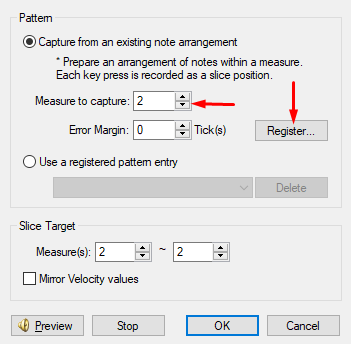 Pattern
Capture from an existing note arrangement
* Prepare an arrangement of notes within a measure.
Each key press is recorded as a slice position.
Measure to capture: 2
Error Margin: 0 Tick(s) Register...
Use a registered pattern entry
Delete
Slice Target
Measure(s): 2 ~ 2
Mirror Velocity values
Preview Stop OK Cancel